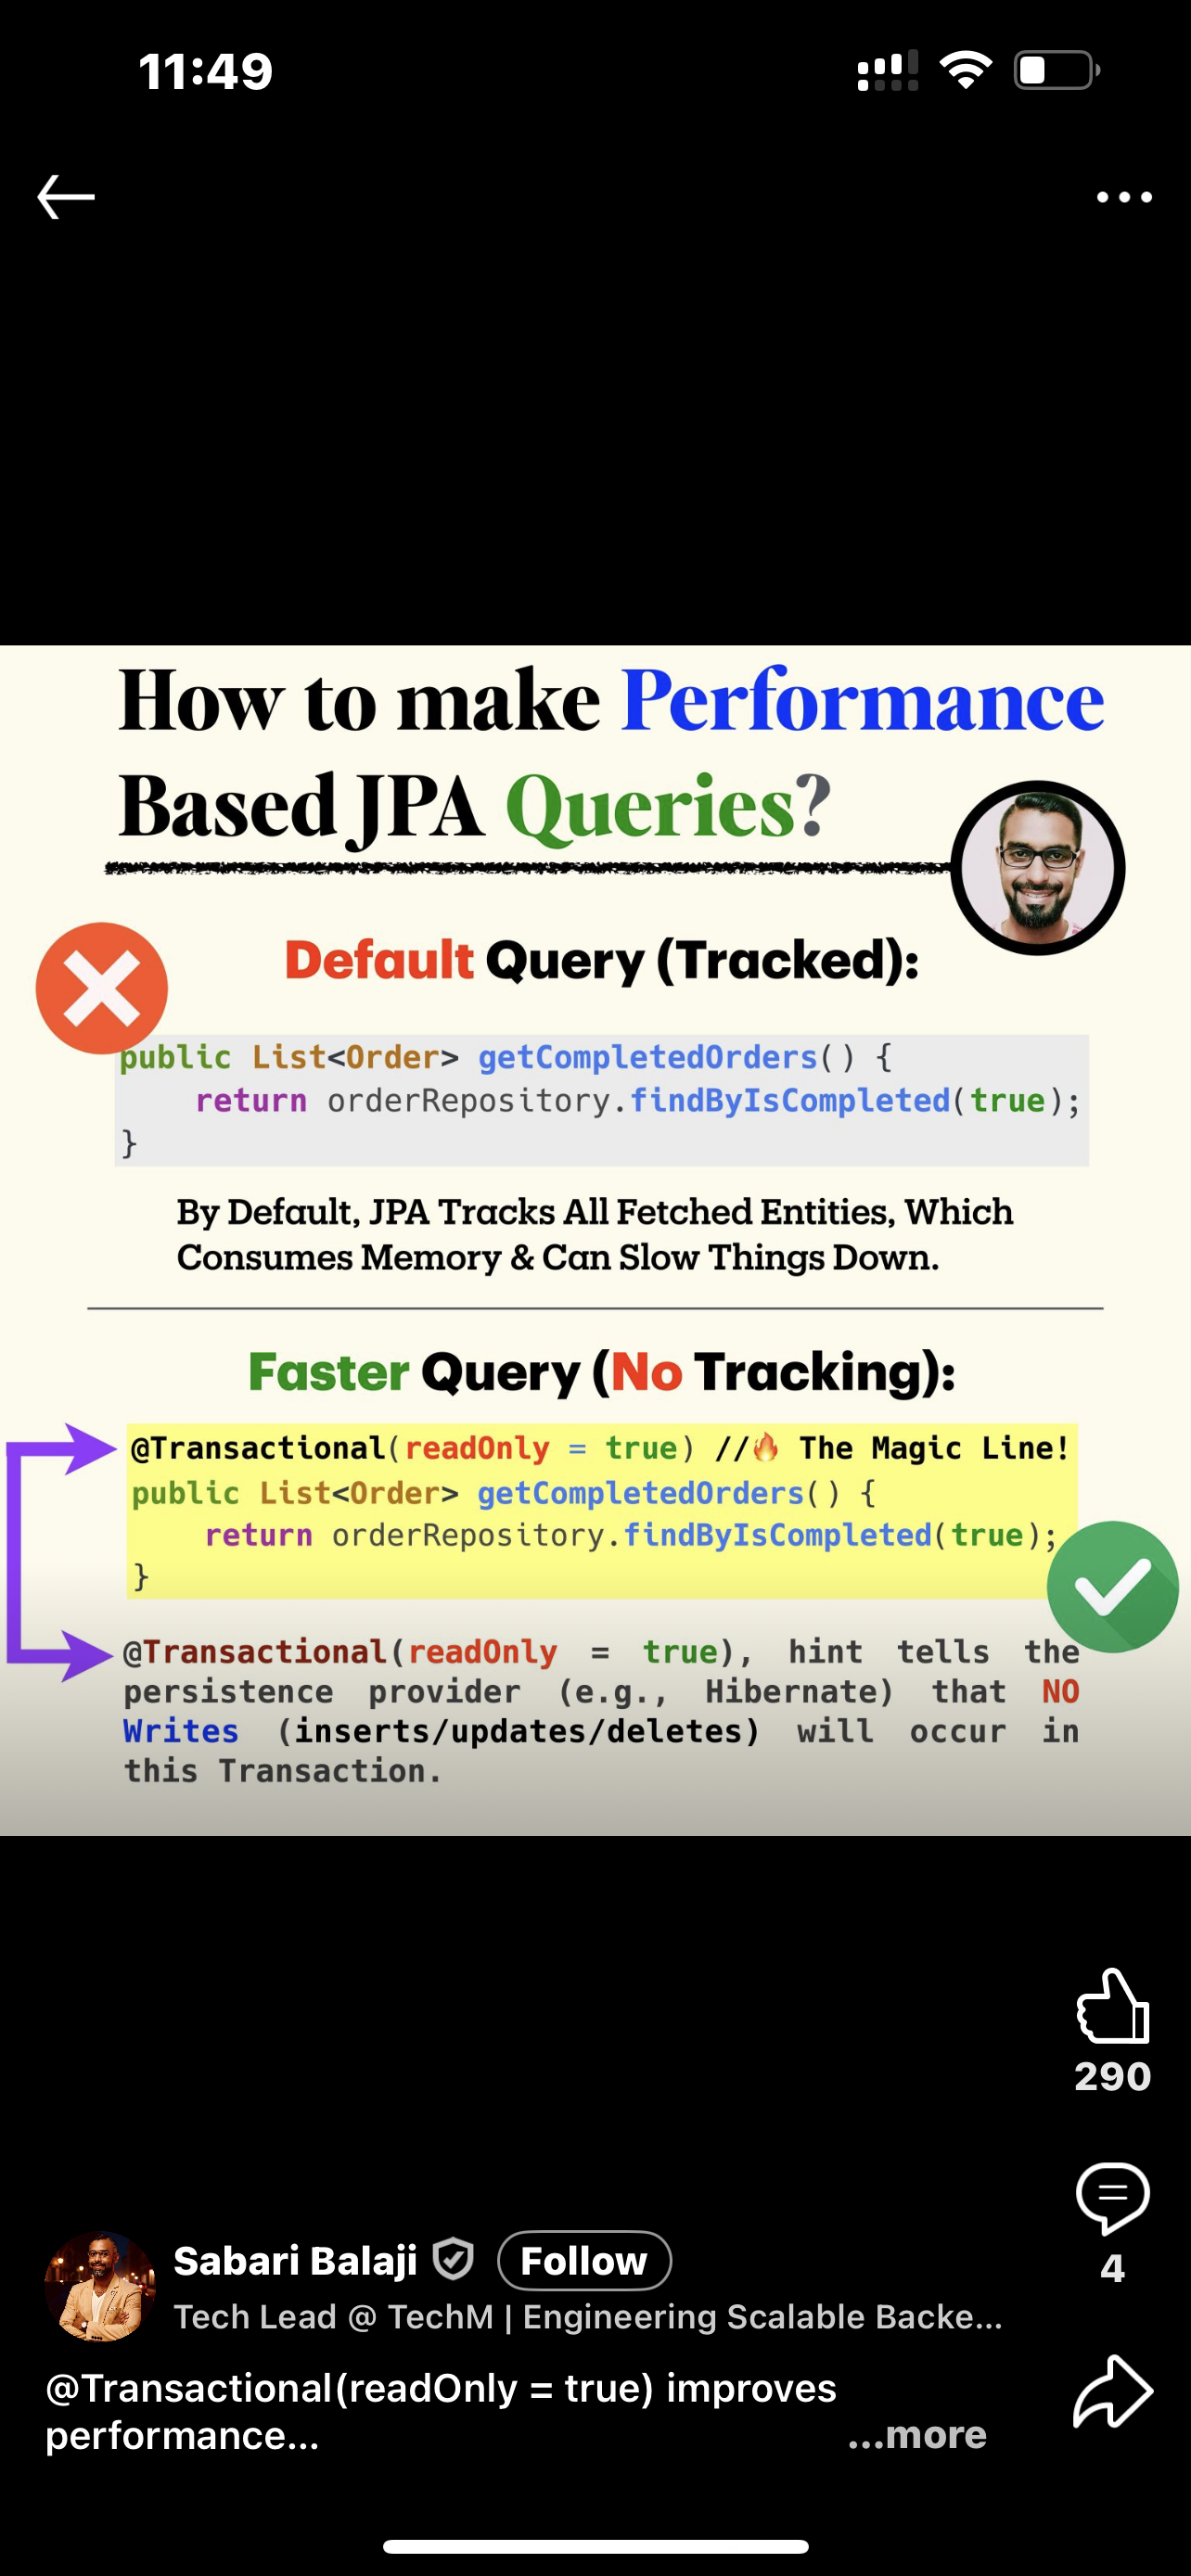 11:49
How to make Performance
Based JPA Queries?
Default Query (Tracked):
public List<Order> getCompletedOrders() {
return orderRepository.findByIsCompleted(true);
}
By Default, JPA Tracks All Fetched Entities, Which
Consumes Memory & Can Slow Things Down.
Faster Query (No Tracking):
@Transactional(readOnly = true) //🔥 The Magic Line!
public List<Order> getCompletedOrders() {
return orderRepository.findByIsCompleted(true);
}
@Transactional(readOnly = true), hint tells the
persistence provider (e.g., Hibernate) that NO
Writes (inserts/updates/deletes) will occur in
this Transaction.
290
4
Sabari Balaji Follow
Tech Lead @ TechM | Engineering Scalable Backe...
@Transactional(readOnly = true) improves
performance... ...more